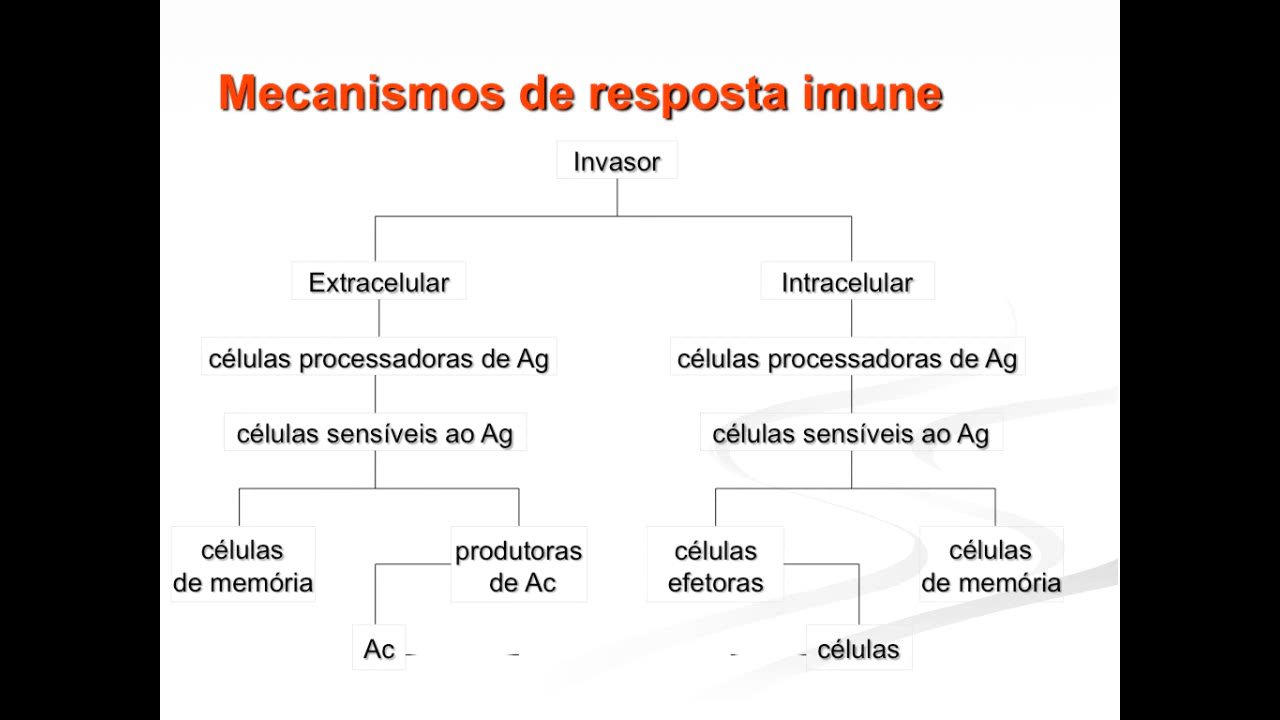 Mecanismos de resposta imune
Invasor
Extracelular
Intracelular
células processadoras de Ag
células processadoras de Ag
células sensíveis ao Ag
células sensíveis ao Ag
células
de memória
produtoras
de Ac
células
efetoras
células
de memória
Ac
células